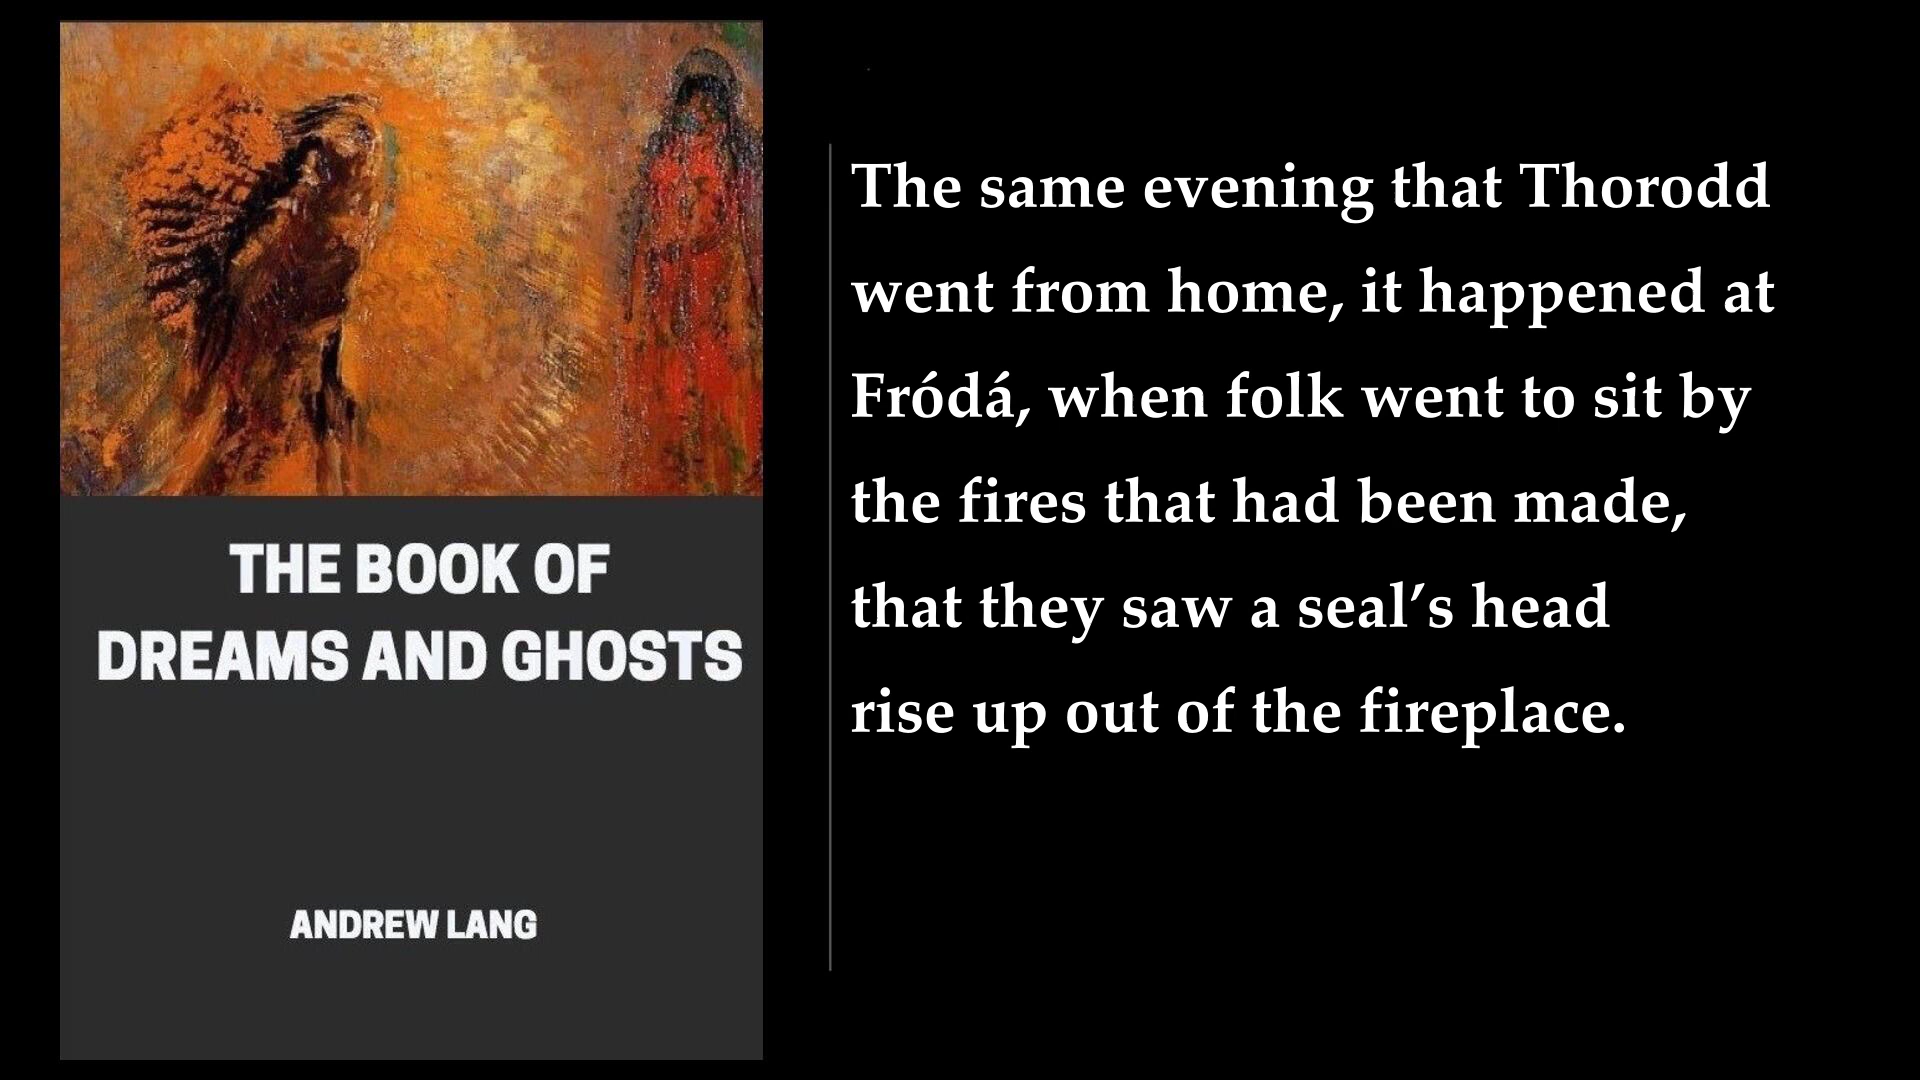 THE BOOK OF
DREAMS AND GHOSTS
ANDREW LANG
The same evening that Thorodd
went from home, it happened at
Fródá, when folk went to sit by
the fires that had been made,
that they saw a seal’s head
rise up out of the fireplace.